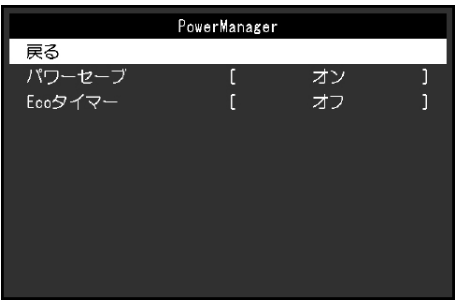 PowerManager
戻る
パワーセーブ [ オン ]
Ecoタイマー [ オフ ]